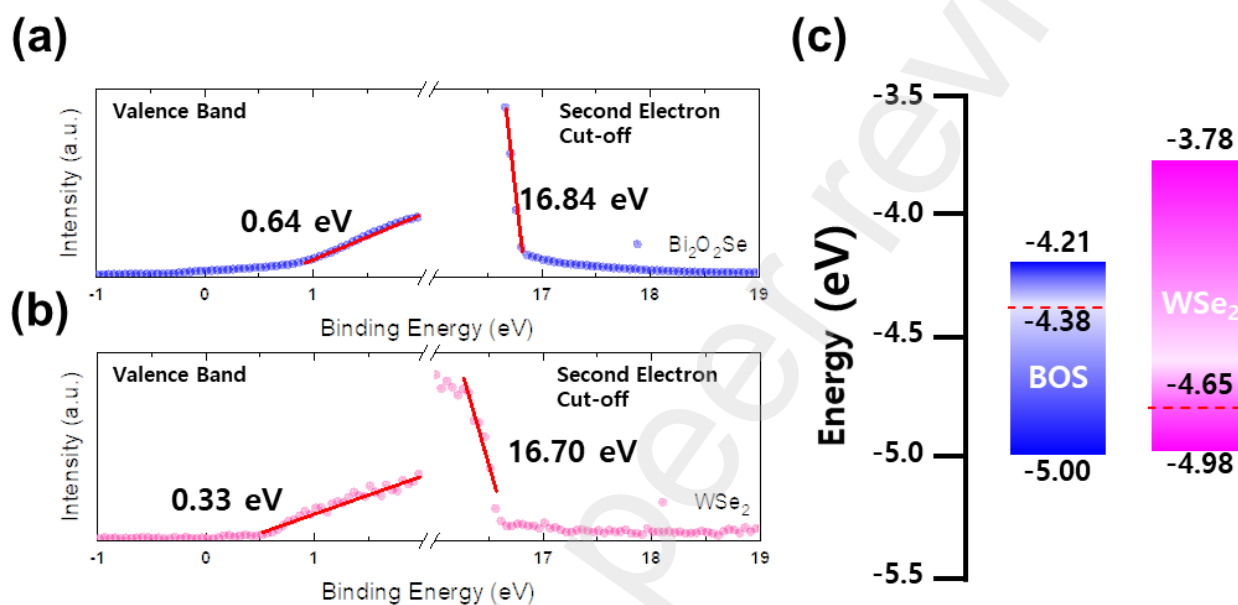 (a)
Valence Band
Second Electron
Cut-off
0.64 eV
16.84 eV
Bi₂O₂Se
Intensity (a.u.)
-1 0 1 17 18 19
Binding Energy (eV)
(b)
Valence Band
Second Electron
Cut-off
0.33 eV
16.70 eV
WSe₂
Intensity (a.u.)
-1 0 1 17 18 19
Binding Energy (eV)
(c)
Energy (eV)
-3.5
-4.0
-4.5
-5.0
-5.5
-4.21
-4.38
BOS
-5.00
-3.78
WSe₂
-4.65
-4.98
peer revi